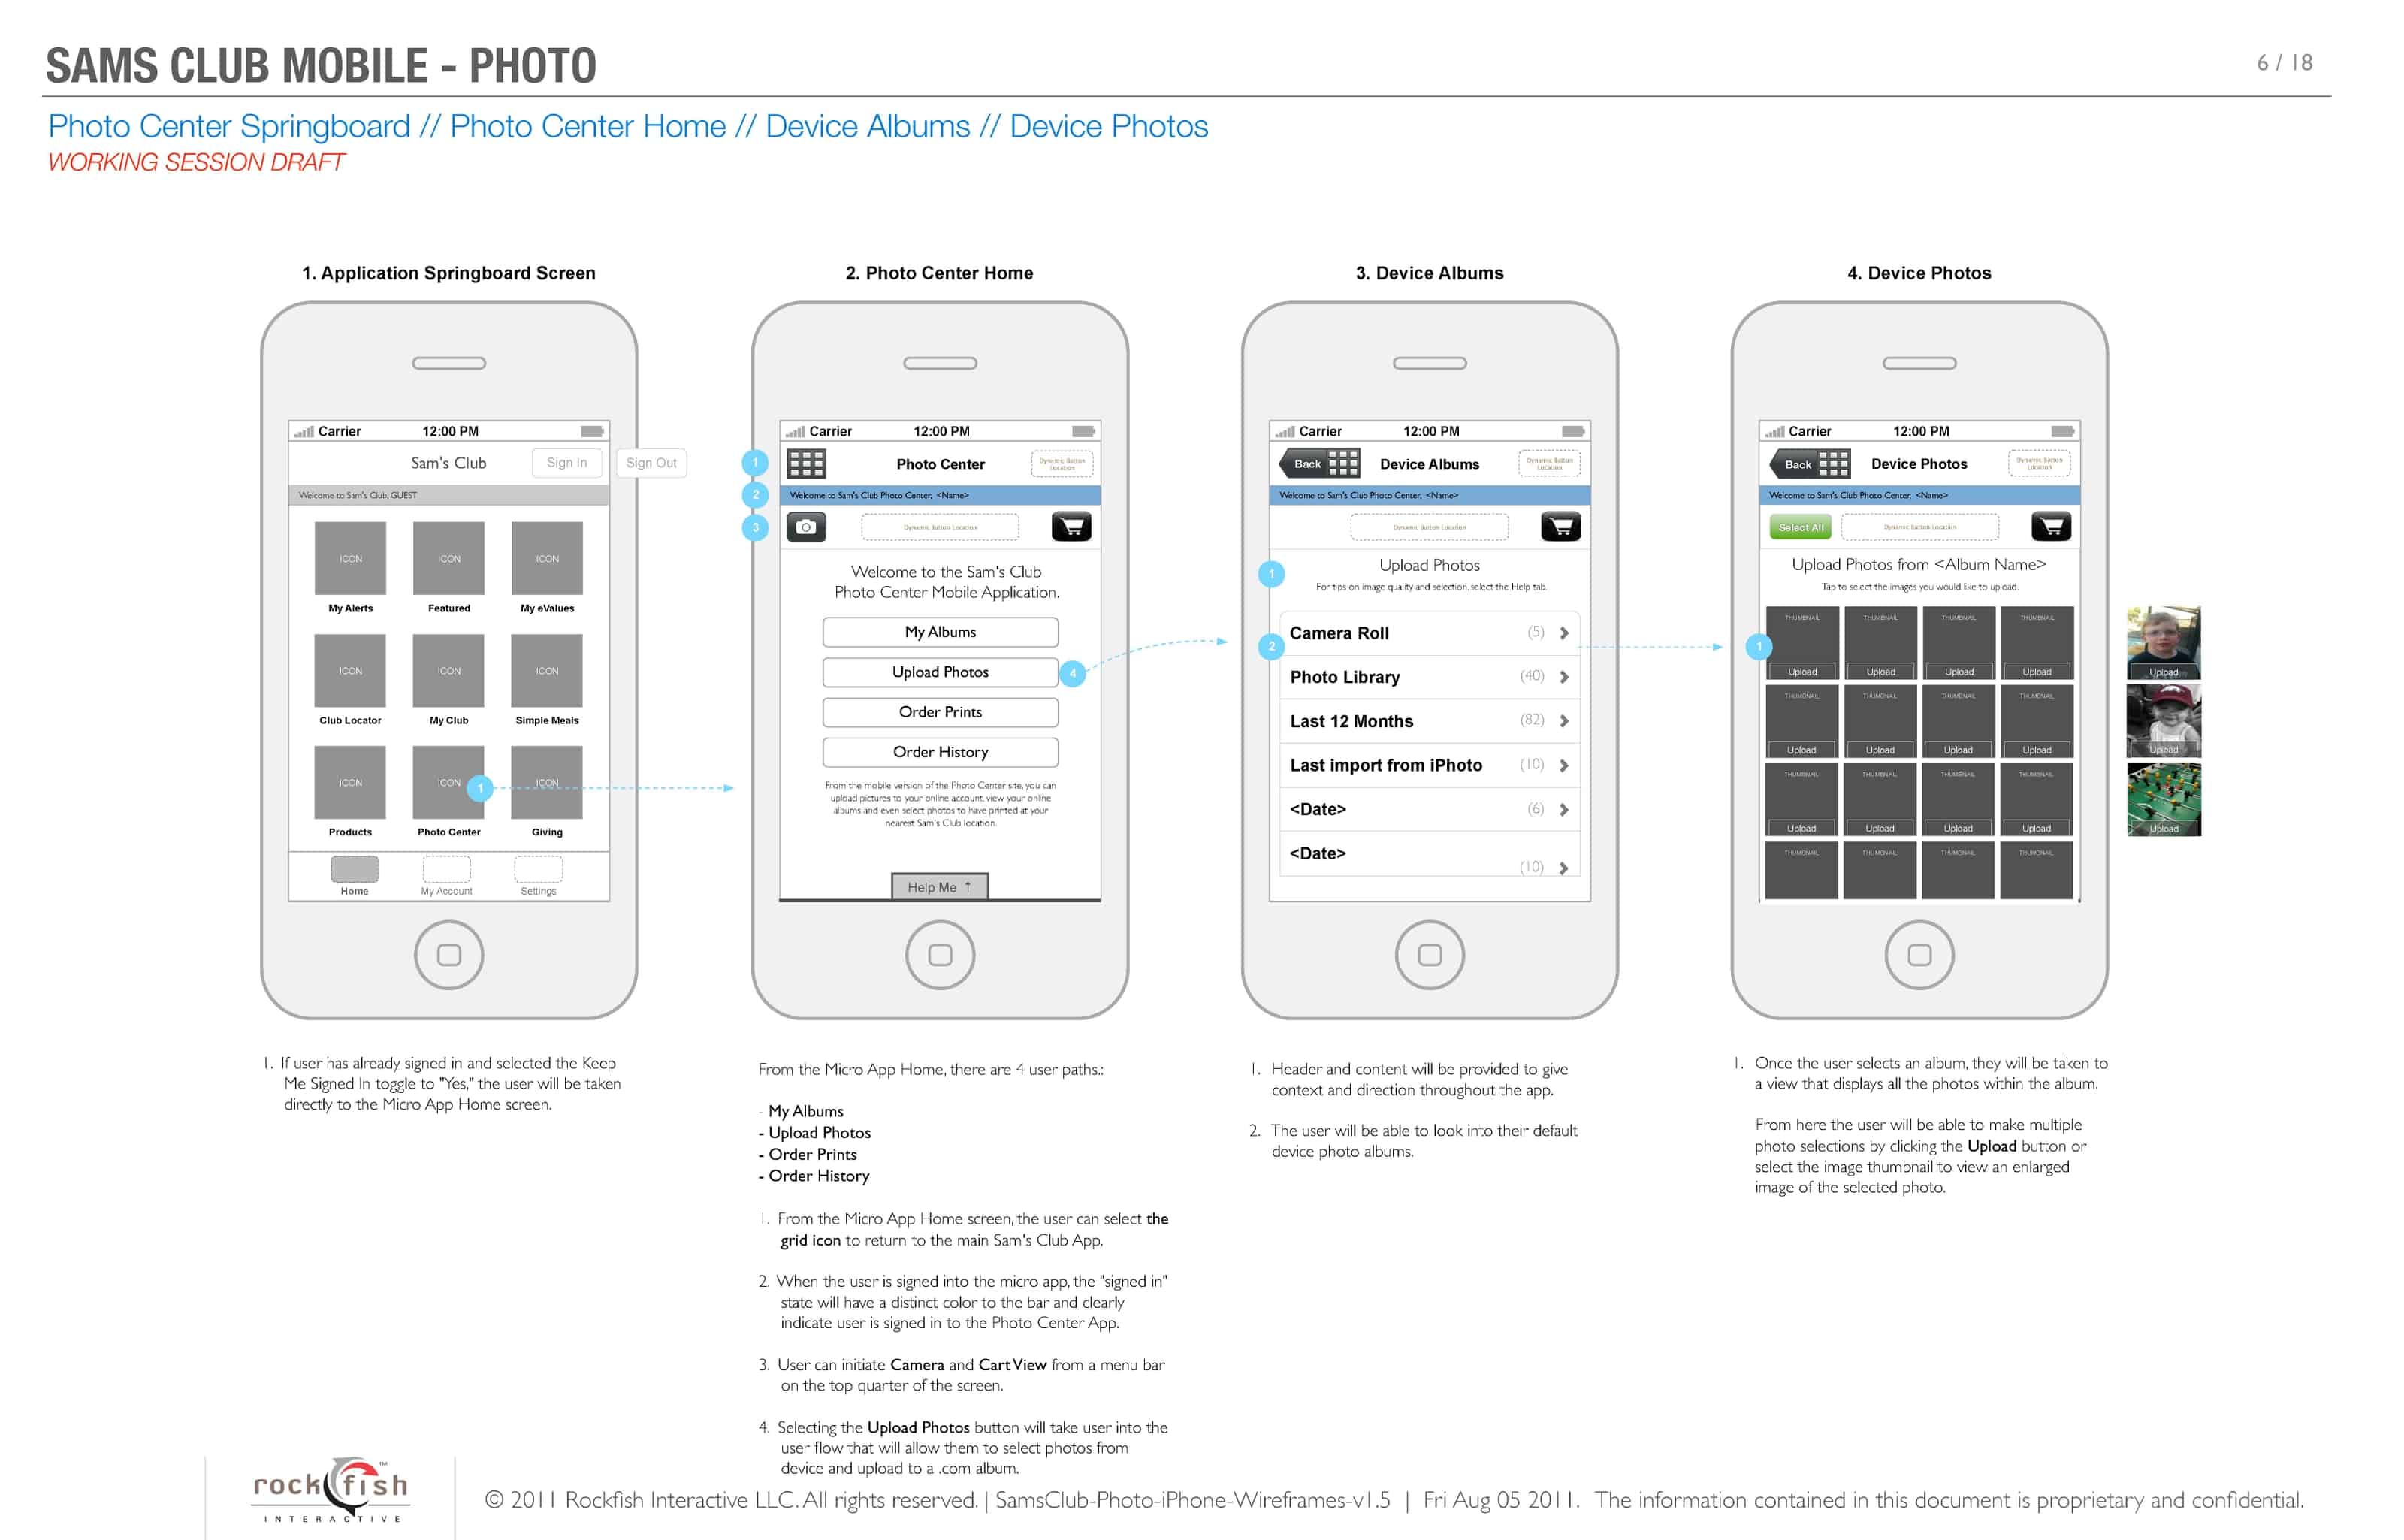 SAMS CLUB MOBILE - PHOTO
6 / 18
Photo Center Springboard // Photo Center Home // Device Albums // Device Photos
WORKING SESSION DRAFT
1. Application Springboard Screen
Carrier 12:00 PM
Sam's Club Sign In Sign Out
Welcome to Sam's Club, GUEST
ICON ICON ICON
My Alerts Featured My eValues
ICON ICON ICON
Club Locator My Club Simple Meals
ICON ICON 1 ICON
Products Photo Center Giving
Home My Account Settings
1. If user has already signed in and selected the Keep
Me Signed In toggle to "Yes," the user will be taken
directly to the Micro App Home screen.
2. Photo Center Home
Carrier 12:00 PM
1 Photo Center Dynamic Button
Location
2 Welcome to Sam's Club Photo Center, <Name>
3 Dynamic Button Location
Welcome to the Sam's Club
Photo Center Mobile Application.
My Albums
Upload Photos 4
Order Prints
Order History
From the mobile version of the Photo Center site, you can
upload pictures to your online account, view your online
albums and even select photos to have printed at your
nearest Sam's Club location.
Help Me ↑
From the Micro App Home, there are 4 user paths.:
- My Albums
- Upload Photos
- Order Prints
- Order History
1. From the Micro App Home screen, the user can select the
grid icon to return to the main Sam's Club App.
2. When the user is signed into the micro app, the "signed in"
state will have a distinct color to the bar and clearly
indicate user is signed in to the Photo Center App.
3. User can initiate Camera and Cart View from a menu bar
on the top quarter of the screen.
4. Selecting the Upload Photos button will take user into the
user flow that will allow them to select photos from
device and upload to a .com album.
3. Device Albums
Carrier 12:00 PM
Back Device Albums Dynamic Button
Location
Welcome to Sam's Club Photo Center, <Name>
Dynamic Button Location
1 Upload Photos
For tips on image quality and selection, select the Help tab.
2 Camera Roll (5)
Photo Library (40)
Last 12 Months (82)
Last import from iPhoto (10)
<Date> (6)
<Date> (10)
1. Header and content will be provided to give
context and direction throughout the app.
2. The user will be able to look into their default
device photo albums.
4. Device Photos
Carrier 12:00 PM
Back Device Photos Dynamic Button
Location
Welcome to Sam's Club Photo Center, <Name>
Select All Dynamic Button Location
Upload Photos from <Album Name>
Tap to select the images you would like to upload.
THUMBNAIL THUMBNAIL THUMBNAIL THUMBNAIL
1 Upload Upload Upload Upload Upload
THUMBNAIL THUMBNAIL THUMBNAIL THUMBNAIL
Upload Upload Upload Upload Upload
THUMBNAIL THUMBNAIL THUMBNAIL THUMBNAIL
Upload Upload Upload Upload Upload
THUMBNAIL THUMBNAIL THUMBNAIL THUMBNAIL
1. Once the user selects an album, they will be taken to
a view that displays all the photos within the album.
From here the user will be able to make multiple
photo selections by clicking the Upload button or
select the image thumbnail to view an enlarged
image of the selected photo.
rockfish™
INTERACTIVE
© 2011 Rockfish Interactive LLC. All rights reserved. | SamsClub-Photo-iPhone-Wireframes-v1.5 | Fri Aug 05 2011. The information contained in this document is proprietary and confidential.